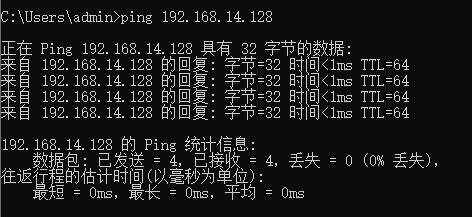 C:\Users\admin>ping 192.168.14.128
正在 Ping 192.168.14.128 具有 32 字节的数据:
来自 192.168.14.128 的回复: 字节=32 时间<1ms TTL=64
来自 192.168.14.128 的回复: 字节=32 时间<1ms TTL=64
来自 192.168.14.128 的回复: 字节=32 时间<1ms TTL=64
来自 192.168.14.128 的回复: 字节=32 时间<1ms TTL=64
192.168.14.128 的 Ping 统计信息:
数据包: 已发送 = 4，已接收 = 4，丢失 = 0 (0% 丢失)，
往返行程的估计时间(以毫秒为单位):
最短 = 0ms，最长 = 0ms，平均 = 0ms